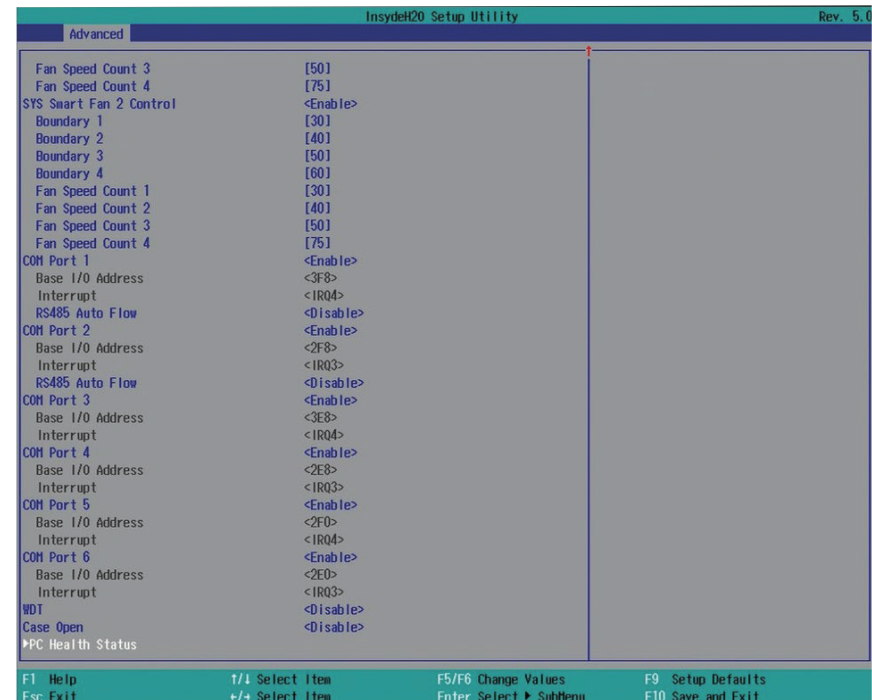 InsydeH2O Setup Utility Rev. 5.0
Advanced
Fan Speed Count 3 [50]
Fan Speed Count 4 [75]
SYS Smart Fan 2 Control <Enable>
Boundary 1 [30]
Boundary 2 [40]
Boundary 3 [50]
Boundary 4 [60]
Fan Speed Count 1 [30]
Fan Speed Count 2 [40]
Fan Speed Count 3 [50]
Fan Speed Count 4 [75]
COM Port 1 <Enable>
Base I/O Address <3F8>
Interrupt <IRQ4>
RS485 Auto Flow <Disable>
COM Port 2 <Enable>
Base I/O Address <2F8>
Interrupt <IRQ3>
RS485 Auto Flow <Disable>
COM Port 3 <Enable>
Base I/O Address <3E8>
Interrupt <IRQ4>
COM Port 4 <Enable>
Base I/O Address <2E8>
Interrupt <IRQ3>
COM Port 5 <Enable>
Base I/O Address <2F0>
Interrupt <IRQ4>
COM Port 6 <Enable>
Base I/O Address <2E0>
Interrupt <IRQ3>
WDT <Disable>
Case Open <Disable>
▶PC Health Status
F1 Help ↑/↓ Select Item F5/F6 Change Values F9 Setup Defaults
Esc Exit ←/→ Select Item Enter Select ▶ SubMenu F10 Save and Exit